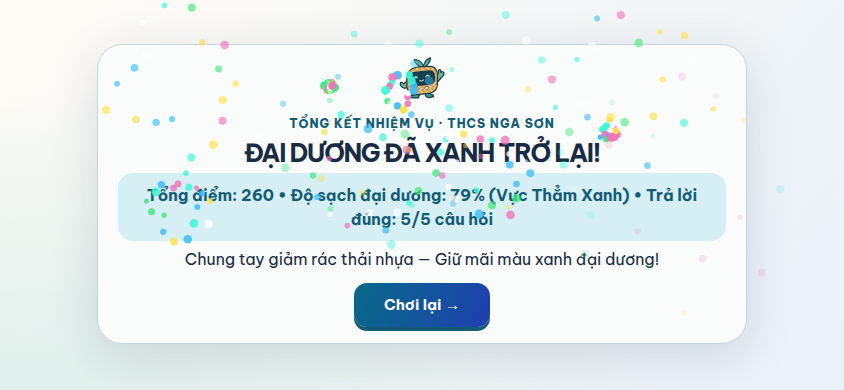 TỔNG KẾT NHIỆM VỤ · THCS NGA SƠN
ĐẠI DƯƠNG ĐÃ XANH TRỞ LẠI!
Tổng điểm: 260 • Độ sạch đại dương: 79% (Vực Thẳm Xanh) • Trả lời
đúng: 5/5 câu hỏi
Chung tay giảm rác thải nhựa — Giữ mãi màu xanh đại dương!
Chơi lại →